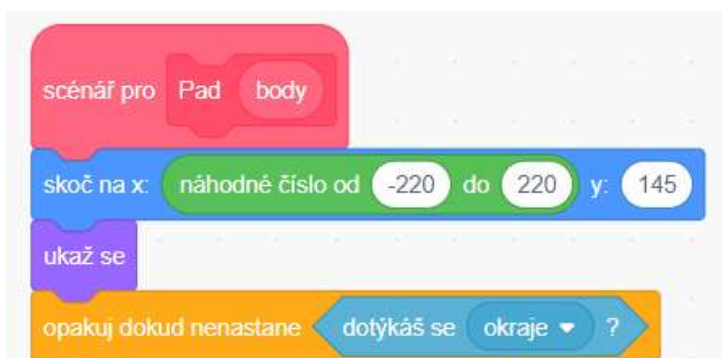 scénář pro Pad body
skoč na x: náhodné číslo od -220 do 220 y: 145
ukaž se
opakuj dokud nenastane dotýkáš se okraje ?